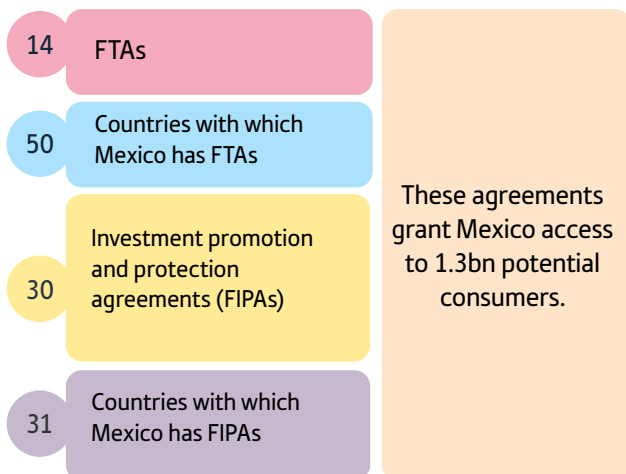 14
FTAs
50
Countries with which
Mexico has FTAs
30
Investment promotion
and protection
agreements (FIPAs)
31
Countries with which
Mexico has FIPAs
These agreements
grant Mexico access
to 1.3bn potential
consumers.